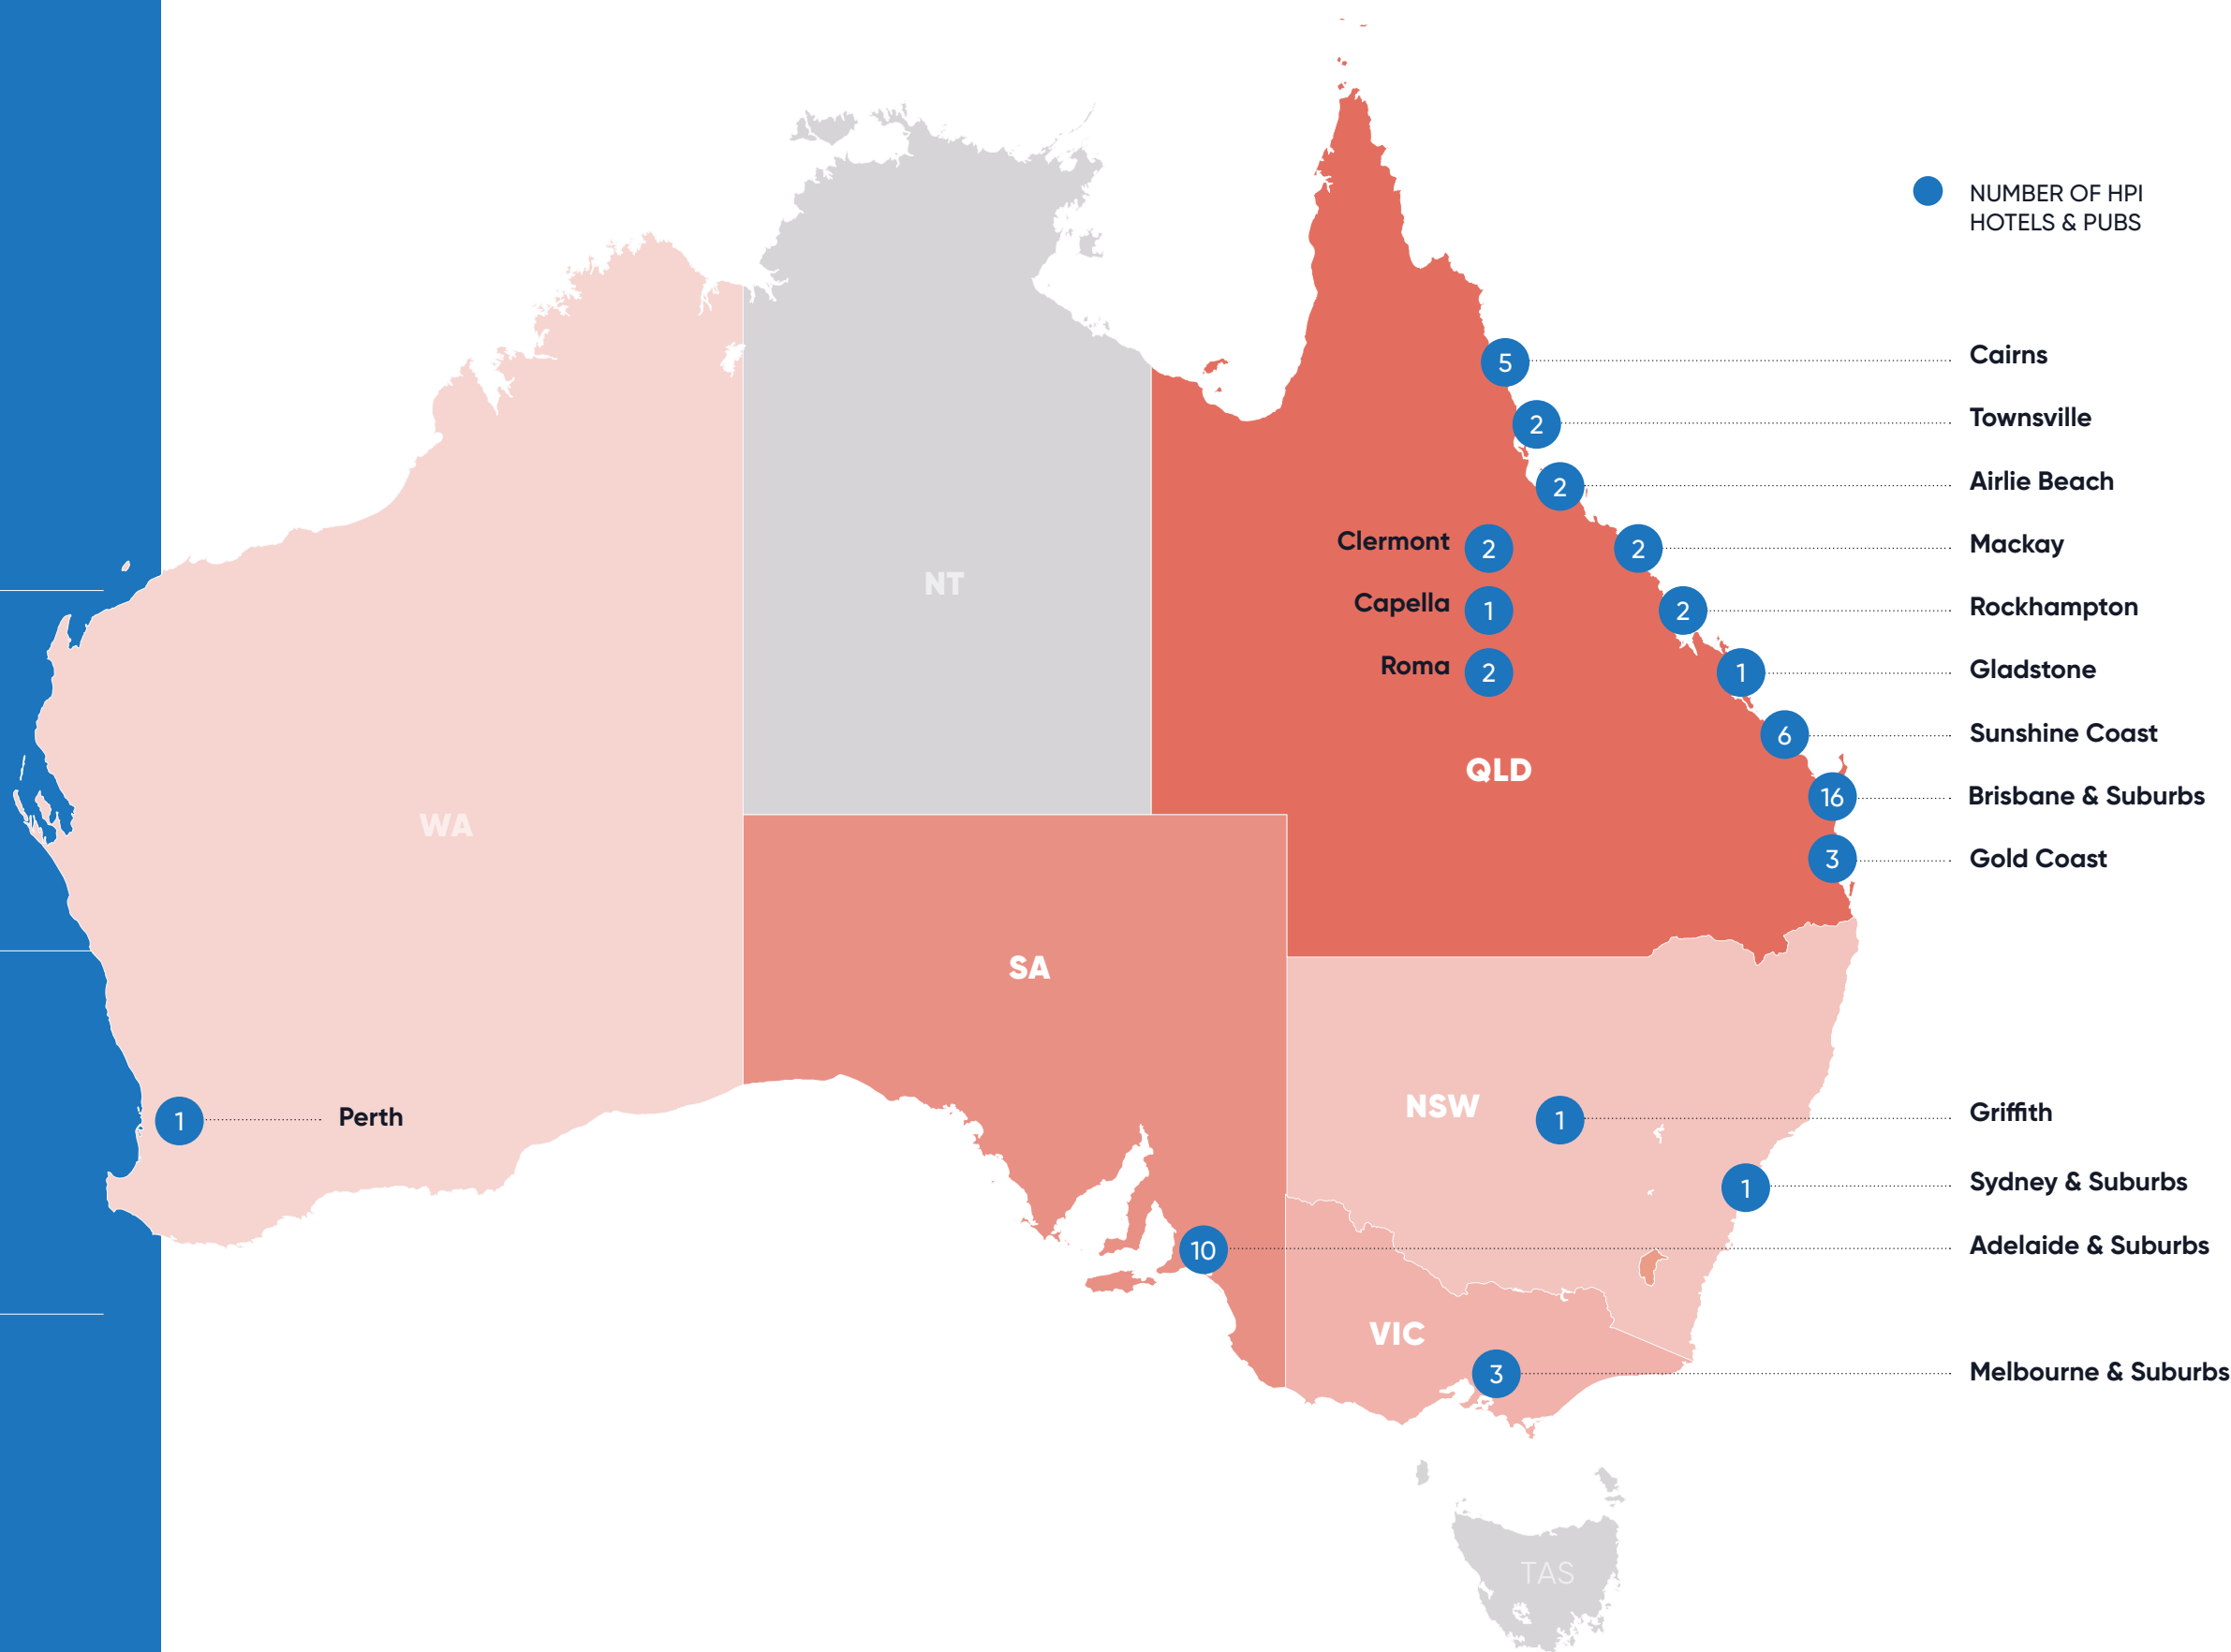 NUMBER OF HPI
HOTELS & PUBS
5 Cairns
2 Townsville
2 Airlie Beach
Clermont 2
2 Mackay
NT
Capella 1
2 Rockhampton
Roma 2
1 Gladstone
6 Sunshine Coast
QLD
16 Brisbane & Suburbs
WA
3 Gold Coast
SA
NSW
1 Griffith
1 Perth
1 Sydney & Suburbs
10 Adelaide & Suburbs
VIC
3 Melbourne & Suburbs
TAS